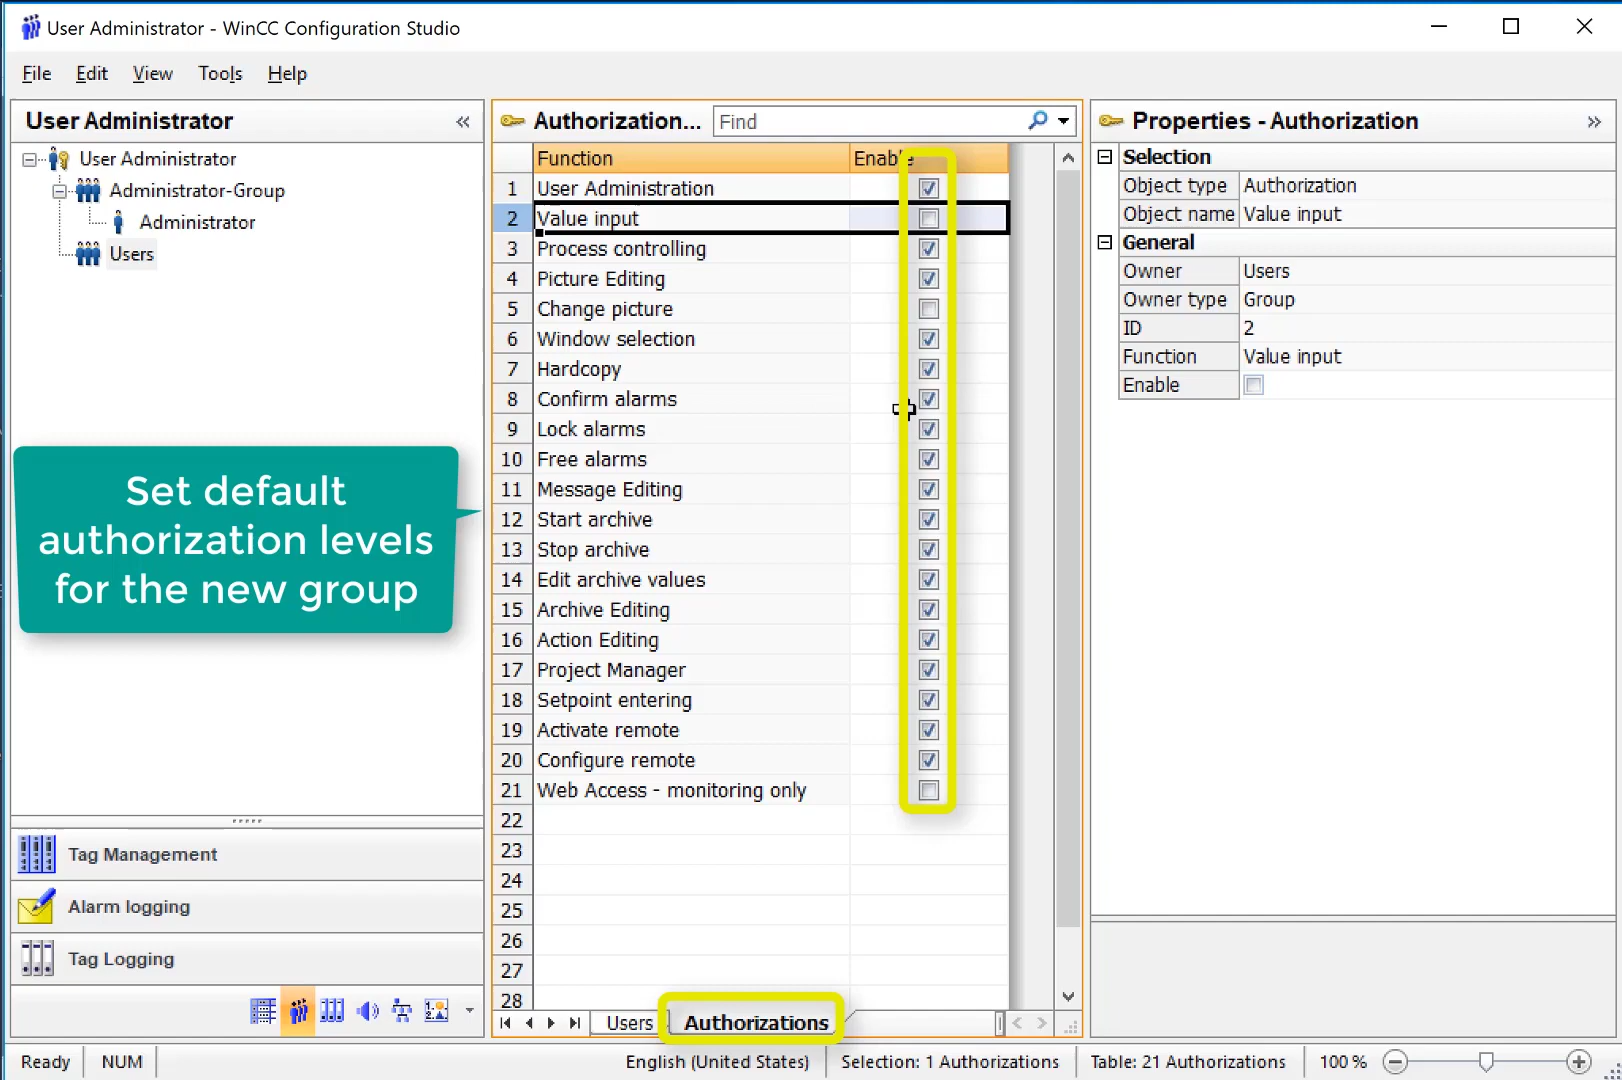 User Administrator - WinCC Configuration Studio
File Edit View Tools Help
User Administrator «
User Administrator
Administrator-Group
Administrator
Users
Set default
authorization levels
for the new group
Tag Management
Alarm logging
Tag Logging
Authorization... Find
Function Enable
1 User Administration
2 Value input
3 Process controlling
4 Picture Editing
5 Change picture
6 Window selection
7 Hardcopy
8 Confirm alarms
9 Lock alarms
10 Free alarms
11 Message Editing
12 Start archive
13 Stop archive
14 Edit archive values
15 Archive Editing
16 Action Editing
17 Project Manager
18 Setpoint entering
19 Activate remote
20 Configure remote
21 Web Access - monitoring only
22
23
24
25
26
27
28
Users Authorizations
Properties - Authorization »
Selection
Object type Authorization
Object name Value input
General
Owner Users
Owner type Group
ID 2
Function Value input
Enable
Ready NUM English (United States) Selection: 1 Authorizations Table: 21 Authorizations 100 %